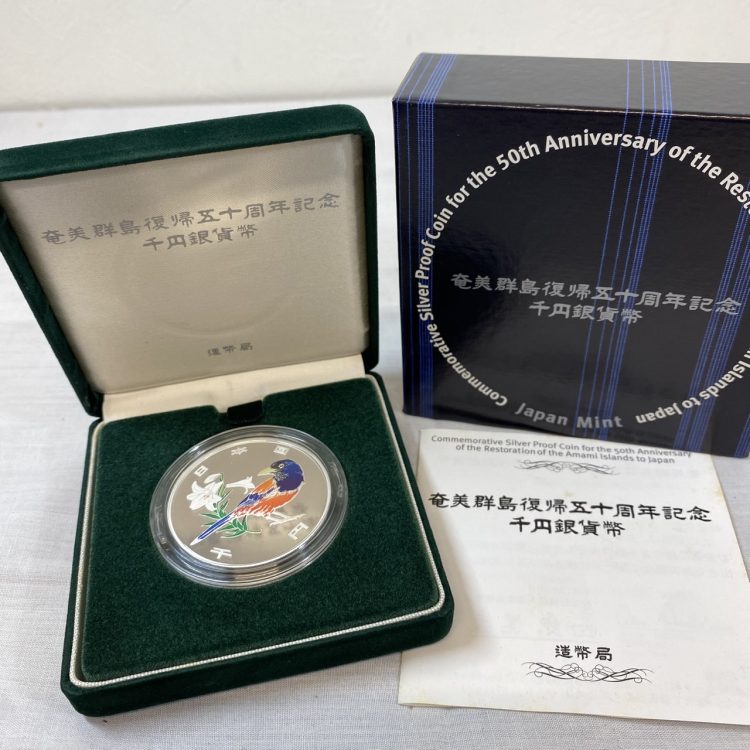 奄美群島復帰五十周年記念
千円銀貨幣
造幣局
日本国
千円
Commemorative Silver Proof Coin for the 50th Anniversary of the Resto
Islands to Japan
奄美群島復帰五十周年記念
千円銀貨幣
Japan Mint
Commemorative Silver Proof Coin for the 50th Anniversary
of the Restoration of the Amami Islands to Japan
奄美群島復帰五十周年記念
千円銀貨幣
造幣局